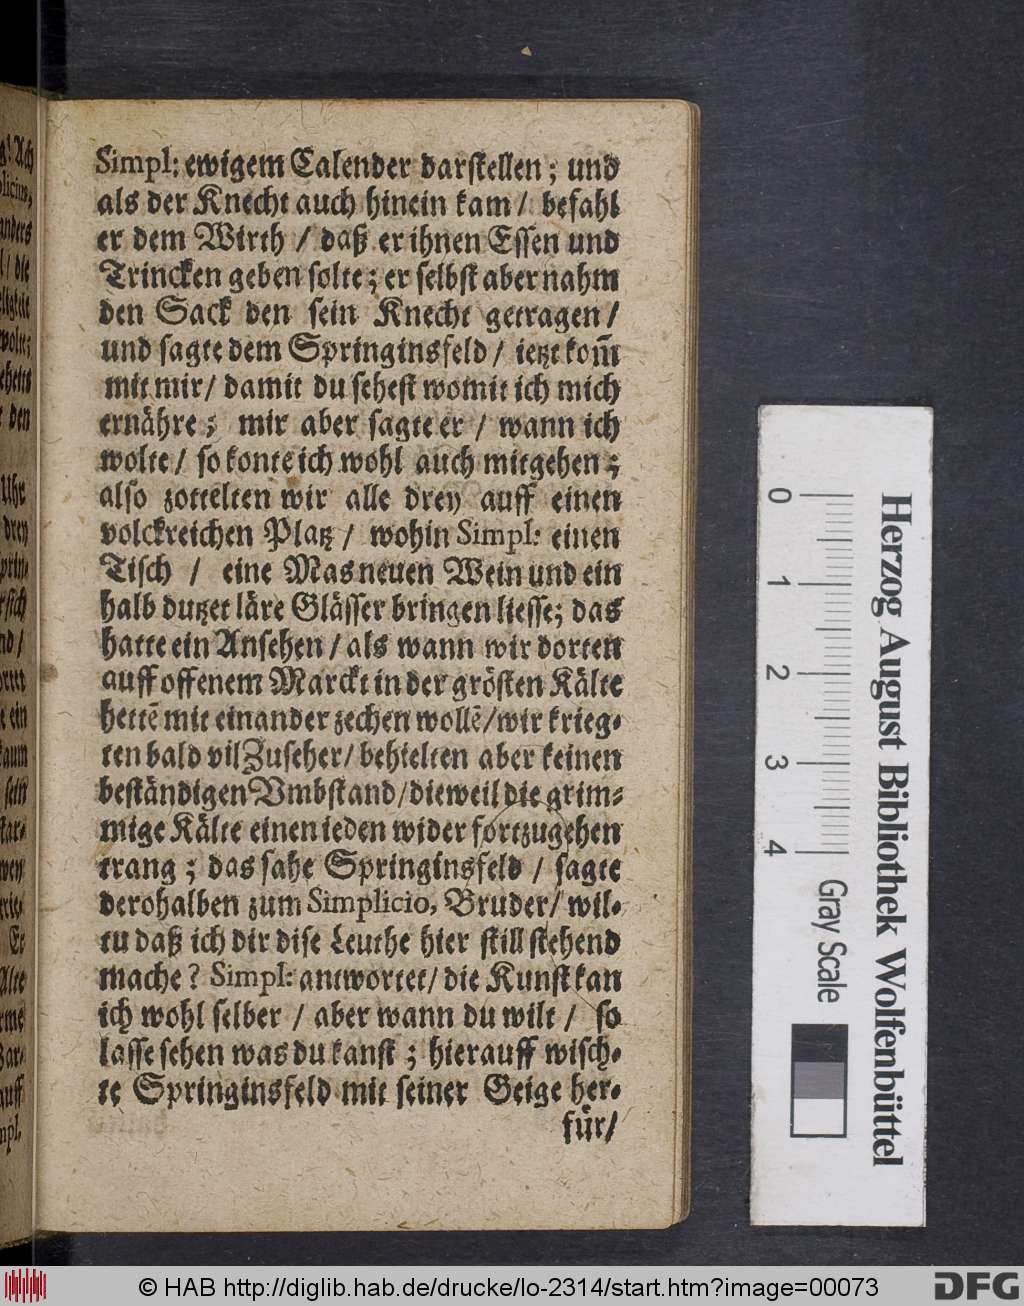 Simpl: ewigem Calender darstellen; und
als der Knecht auch hinein kam / befahl
er dem Wirth / daß er ihnen Essen und
Trincken geben solte; er selbst aber nahm
den Sack den sein Knecht getragen /
und sagte dem Springinsfeld / ietzt kom̄
mit mir / damit du sehest womit ich mich
ernähre; mir aber sagte er / wann ich
wolte / so konte ich wohl auch mitgehen;
also zottelten wir alle drey auff einen
volckreichen Platz / wohin Simpl: einen
Tisch / eine Mas neuen Wein und ein
halb dutzet läre Glässer bringen liesse; das
hatte ein Ansehen / als wann wir dorten
auff offenem Marckt in der grösten Kälte
hettē mit einander zechen wollē / wir krieg-
ten bald vil Zuseher / behielten aber keinen
beständigen Vmbstand / dieweil die grim-
mige Kälte einen ieden wider fortzugehen
trang; das sahe Springinsfeld / sagte
derohalben zum Simplicio, Bruder / wil-
tu daß ich dir dise Leuthe hier still stehend
mache? Simpl: antwortet / die Kunst kan
ich wohl selber / aber wann du wilt / so
lasse sehen was du kanst; hierauff wisch-
te Springinsfeld mit seiner Geige her-
für /
0 1 2 3 4
Gray Scale
Herzog August Bibliothek Wolfenbüttel
© HAB http://diglib.hab.de/drucke/lo-2314/start.htm?image=00073
DFG